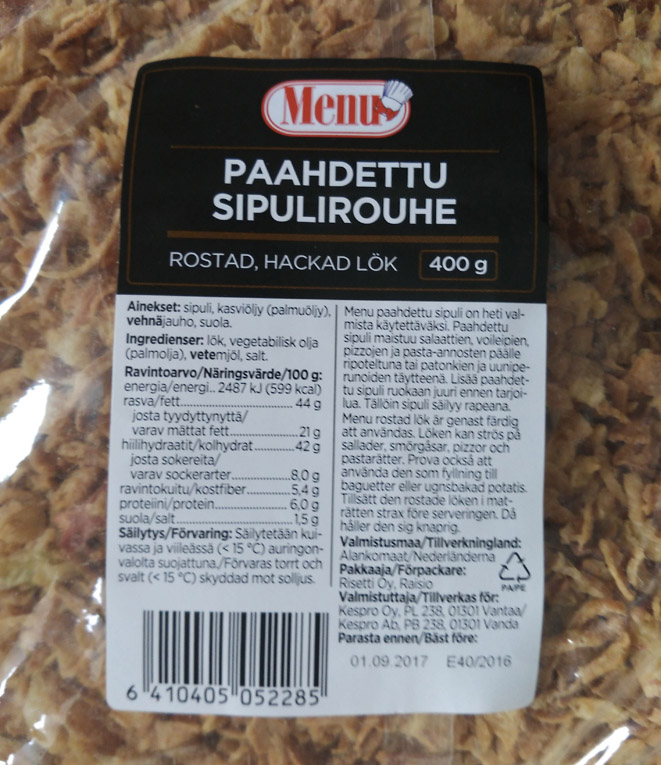 Menu
PAAHDETTU
SIPULIROUHE
ROSTAD, HACKAD LÖK 400 g
Ainekset: sipuli, kasviöljy (palmuöljy),
vehnäjauho, suola.
Ingredienser: lök, vegetabilisk olja
(palmolja), vetemjöl, salt.
Ravintoarvo/Näringsvärde/100 g:
energia/energi.. 2487 kJ (599 kcal)
rasva/fett............................ 44 g
josta tyydyttynyttä/
varav mättat fett................ 21 g
hiilihydraatit/kolhydrat........ 42 g
josta sokereita/
varav sockerarter.............. 8,0 g
ravintokuitu/kostfiber.......... 5,4 g
proteiini/protein.................. 6,0 g
suola/salt........................... 1,5 g
Säilytys/Förvaring: Säilytetään kui-
vassa ja viileässä (< 15 °C) auringon-
valolta suojattuna./Förvaras torrt och
svalt (< 15 °C) skyddad mot solljus.
6 410405 052285
Menu paahdettu sipuli on heti val-
mista käytettäväksi. Paahdettu
sipuli maistuu salaattien, voileipien,
pizzojen ja pasta-annosten päälle
ripoteltuna tai patonkien ja uunipe-
runoiden täytteenä. Lisää paahdet-
tu sipuli ruokaan juuri ennen tarjoi-
lua. Tällöin sipuli säilyy rapeana.
Menu rostad lök är genast färdig
att användas. Löken kan strös på
sallader, smörgåsar, pizzor och
pastarätter. Prova också att
använda den som fyllning till
baguetter eller ugnsbakad potatis.
Tillsätt den rostade löken i mat-
rätten strax före serveringen. Då
håller den sig knaprig.
Valmistusmaa/Tillverkningland:
Alankomaat/Nederländerna
Pakkaaja/Förpackare:
Risetti Oy, Raisio
PA/PE
Valmistuttaja/Tillverkas för:
Kespro Oy, PL 238, 01301 Vantaa/
Kespro Ab, PB 238, 01301 Vanda
Parasta ennen/Bäst före:
01.09.2017 E40/2016